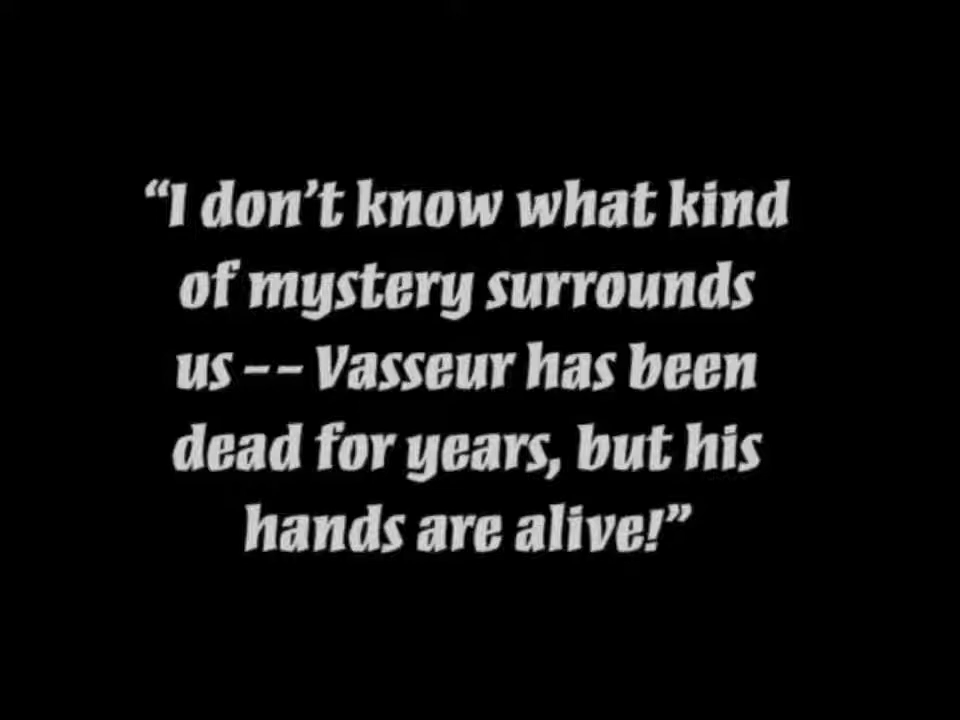 “I don’t know what kind
of mystery surrounds
us -- Vasseur has been
dead for years, but his
hands are alive!”